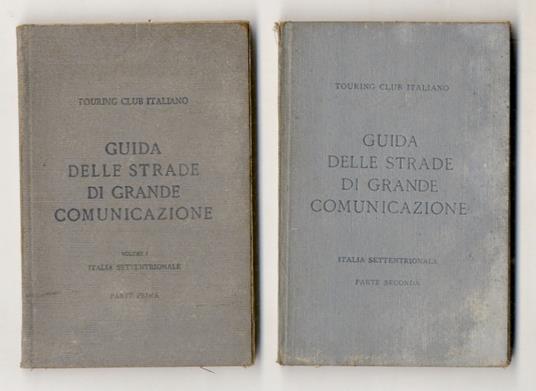 TOURING CLUB ITALIANO
GUIDA
DELLE STRADE
DI GRANDE
COMUNICAZIONE
VOLUME I
ITALIA SETTENTRIONALE
PARTE PRIMA
TOURING CLUB ITALIANO
GUIDA
DELLE STRADE
DI GRANDE
COMUNICAZIONE
ITALIA SETTENTRIONALE
PARTE SECONDA